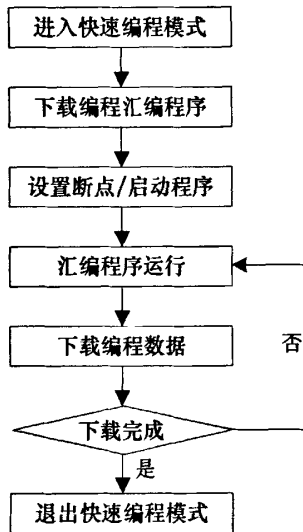 进入快速编程模式
下载编程汇编程序
设置断点/启动程序
汇编程序运行
下载编程数据
否
下载完成
是
退出快速编程模式